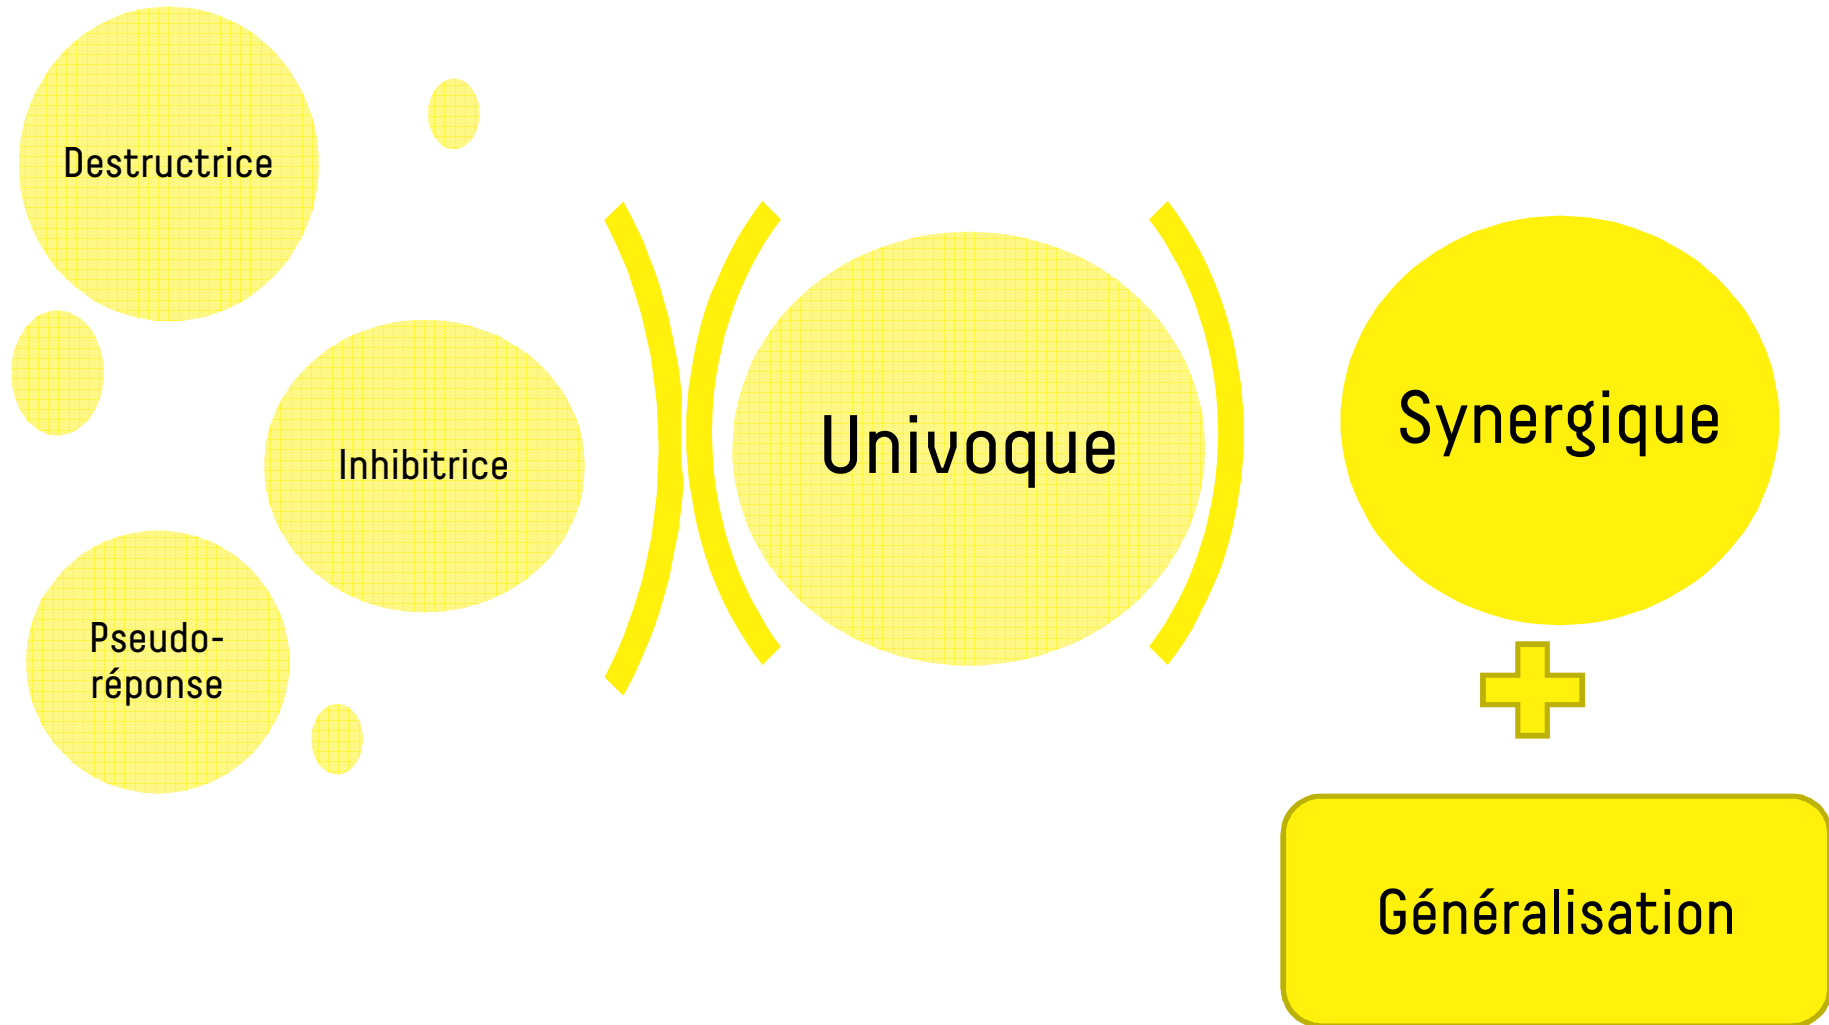 Destructrice
Inhibitrice
Pseudo-
réponse
Univoque
Synergique
Généralisation